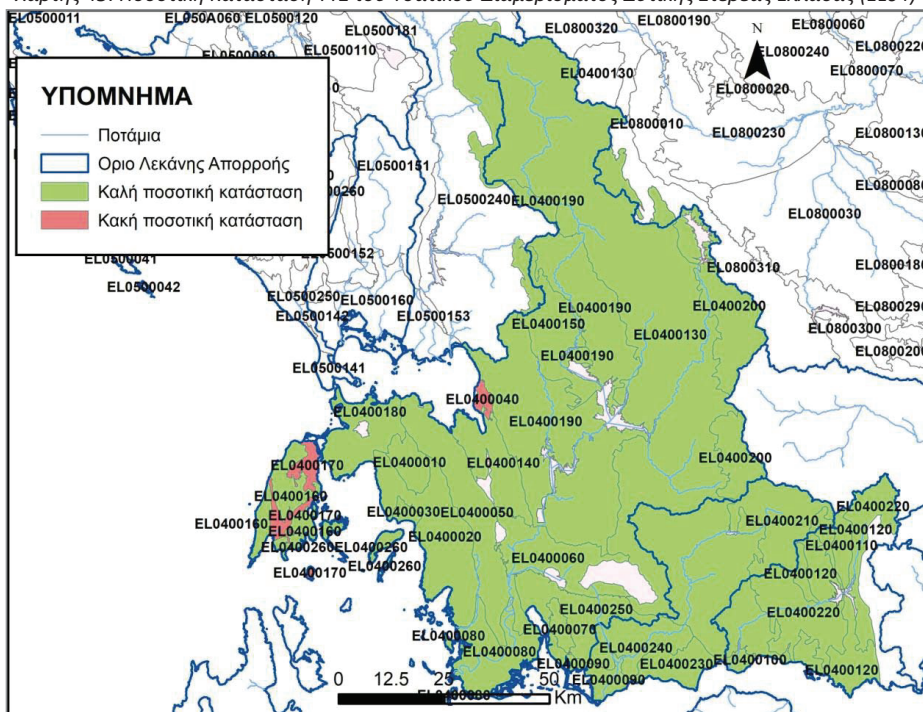 EL0500011
EL050A060
EL0500120
EL0500181
EL0800320
EL0800190
EL0800060
EL0500080
EL0500110
EL0800240
EL0400130
EL0800070
EL0800020
ΥΠΟΜΝΗΜΑ
Ποτάμια
Οριο Λεκάνης Απορροής
Καλή ποσοτική κατάσταση
Κακή ποσοτική κατάσταση
EL0800010
EL0800230
EL0500151
EL0500240
EL0400190
EL0800030
N
EL0500041
EL0500042
EL0500250
EL0500160
EL0500142
EL0500153
EL0800310
EL0400190
EL0400200
EL0400150
EL0400130
EL0800300
EL0400190
EL0500141
EL0400040
EL0400180
EL0400190
EL0400170
EL0400010
EL0400140
EL0400200
EL0400160
EL0400170
EL0400030
EL0400050
EL0400160
EL0400160
EL0400020
EL0400260
EL0400260
EL0400260
EL0400170
EL0400060
EL0400210
EL0400220
EL0400120
EL0400110
EL0400120
EL0400220
EL0400250
EL0400070
EL0400080
EL0400080
EL0400240
EL0400090
EL0400230
EL0400100
EL0400120
EL0400090
0 12.5 25 50
Km